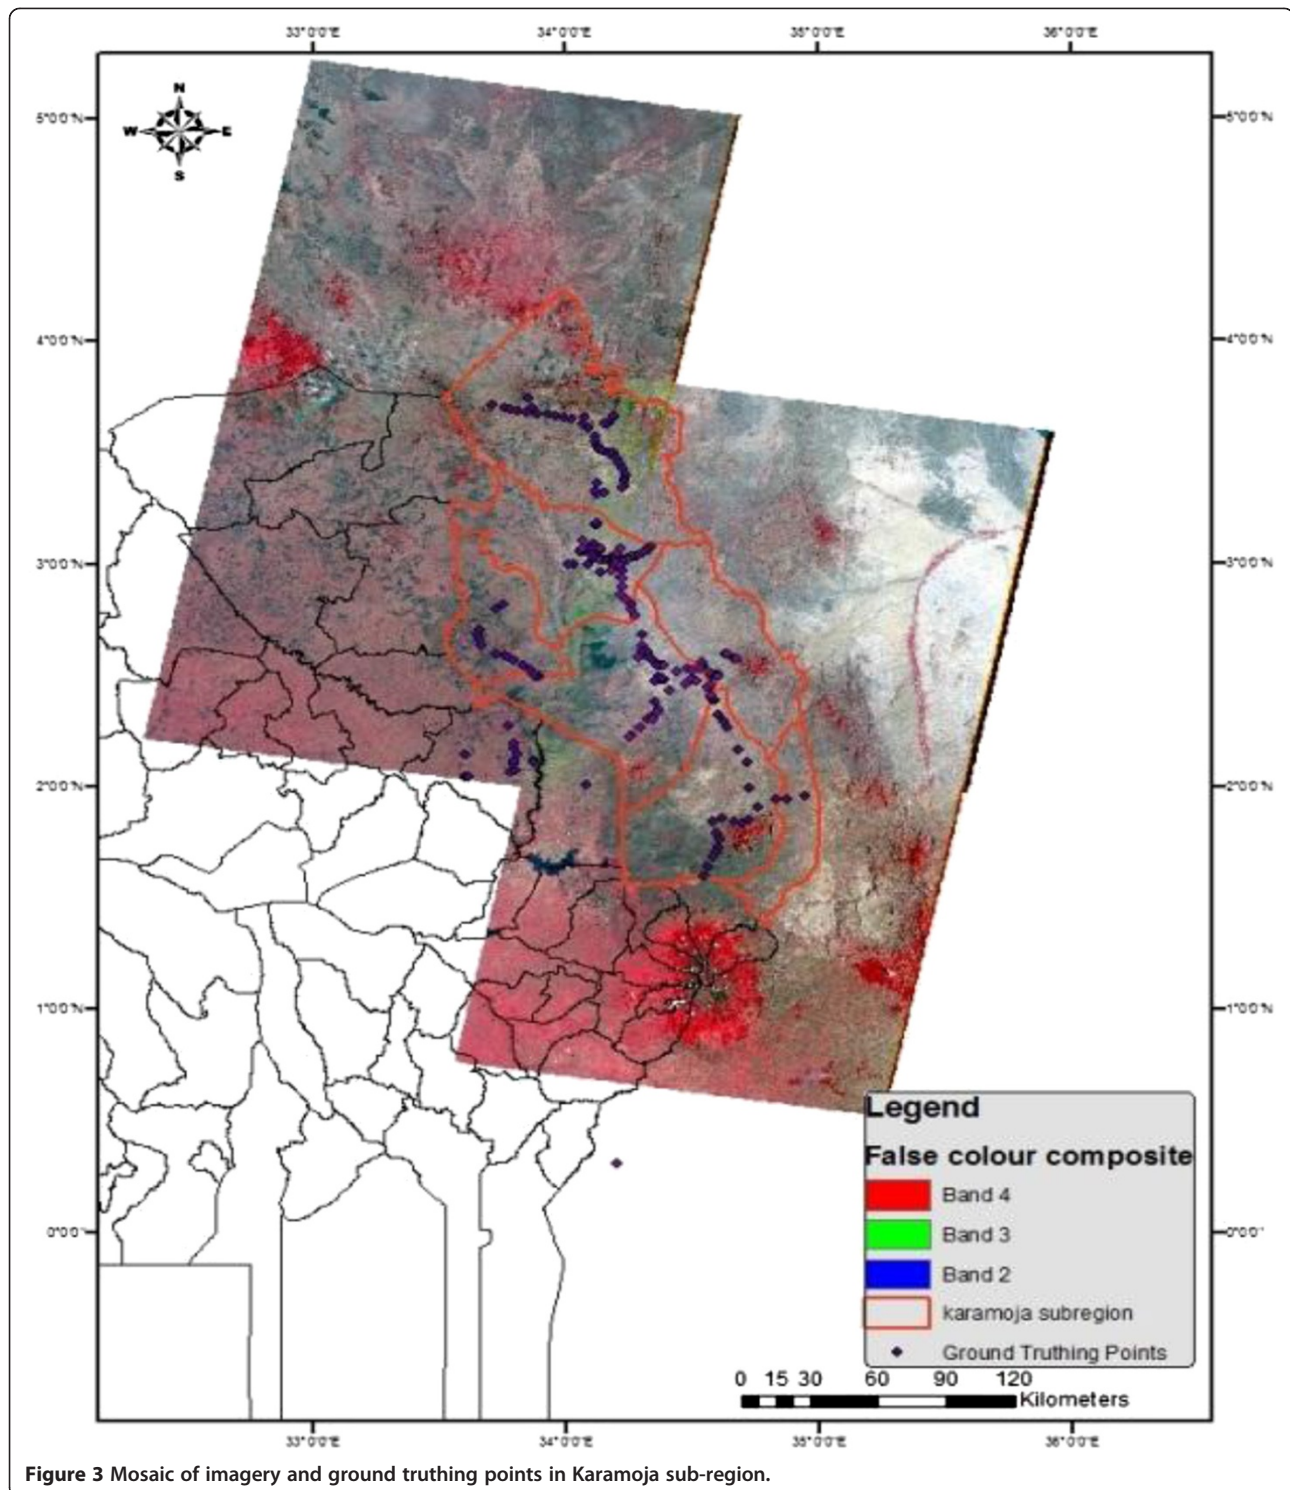 33°0'0"E 34°0'0"E 35°0'0"E 36°0'0"E
N
W E
S
5°0'0"N 5°0'0"N
4°0'0"N 4°0'0"N
3°0'0"N 3°0'0"N
2°0'0"N 2°0'0"N
1°0'0"N 1°0'0"N
0°0'0" 0°0'0"
Legend
False colour composite
Band 4
Band 3
Band 2
karamoja subregion
Ground Truthing Points
0 15 30 60 90 120
Kilometers
33°0'0"E 34°0'0"E 35°0'0"E 36°0'0"E
Figure 3 Mosaic of imagery and ground truthing points in Karamoja sub-region.